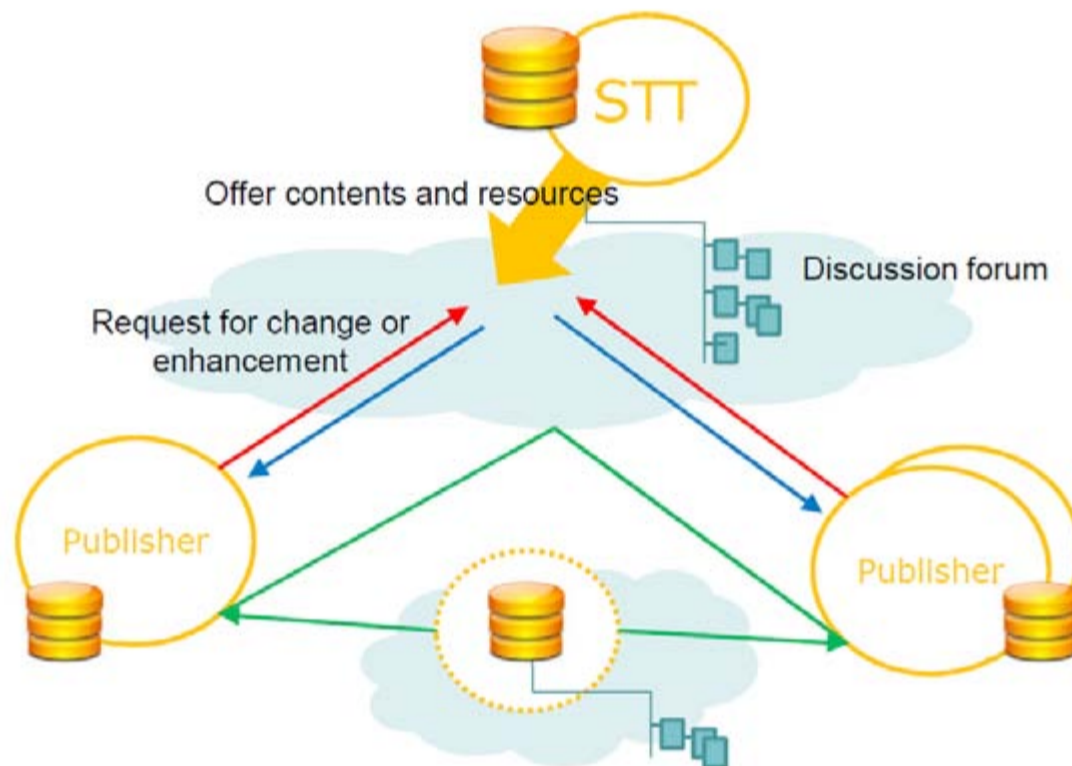 STT
Offer contents and resources
Discussion forum
Request for change or
enhancement
Publisher
Publisher